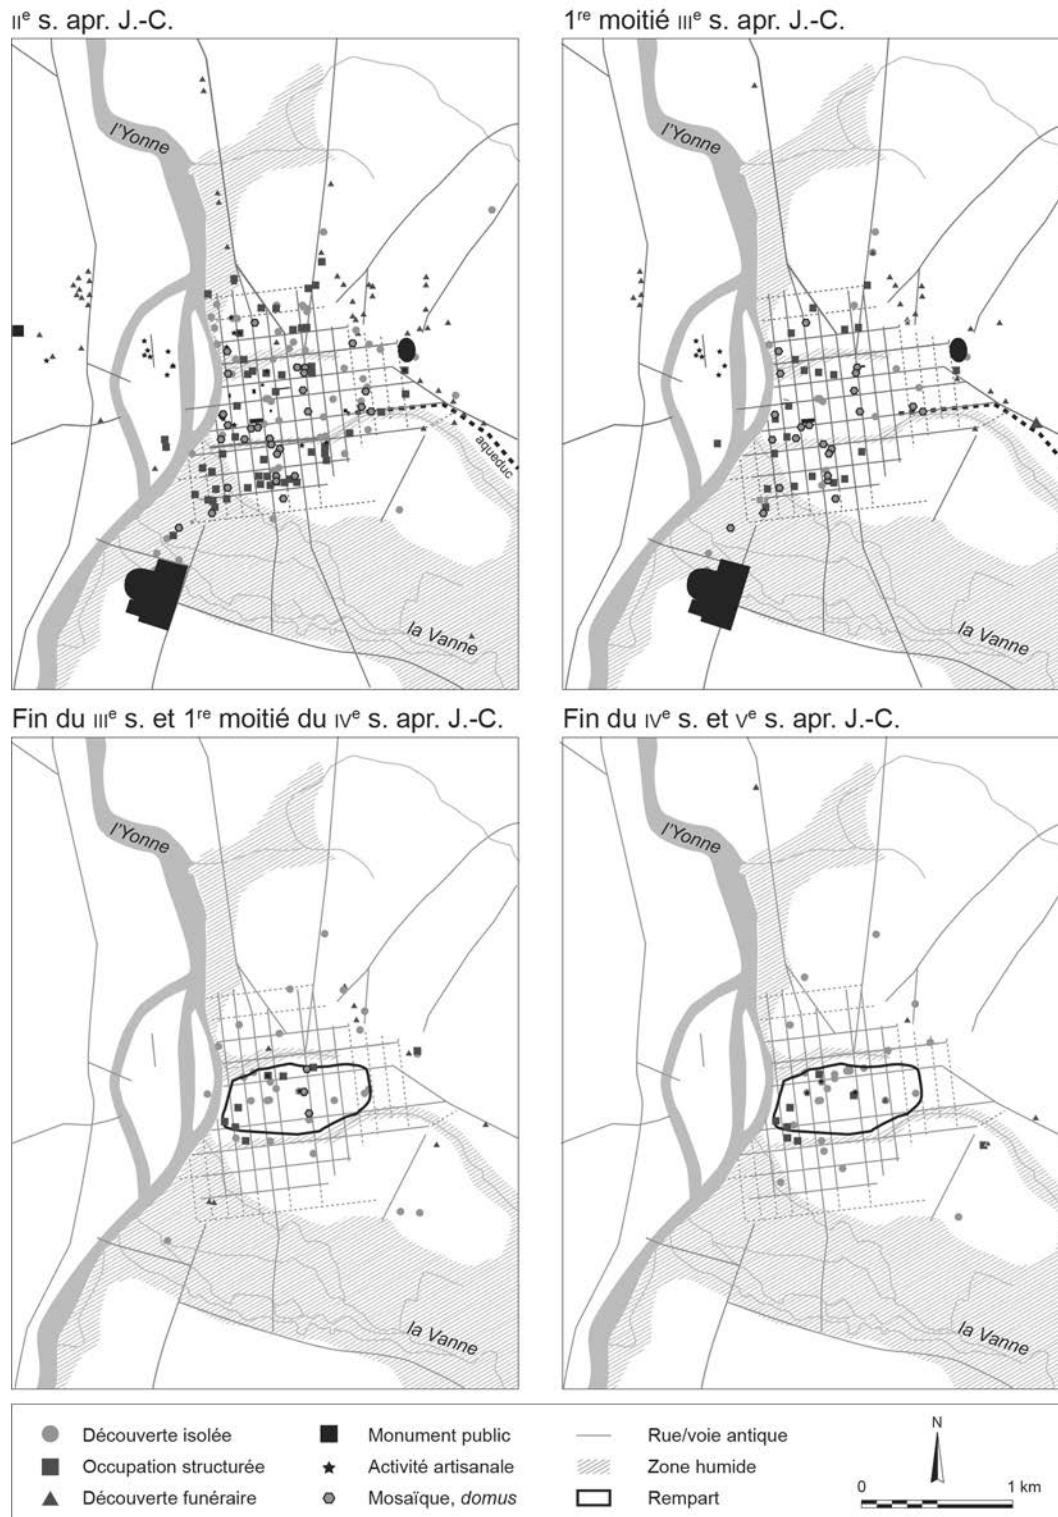 IIe s. apr. J.-C.
l'Yonne
aqueduc
la Vanne
1re moitié IIIe s. apr. J.-C.
l'Yonne
la Vanne
Fin du IIIe s. et 1re moitié du IVe s. apr. J.-C.
l'Yonne
la Vanne
Fin du IVe s. et Ve s. apr. J.-C.
l'Yonne
la Vanne
Découverte isolée
Occupation structurée
Découverte funéraire
Monument public
Activité artisanale
Mosaïque, domus
Rue/voie antique
Zone humide
Rempart
N
0 1 km